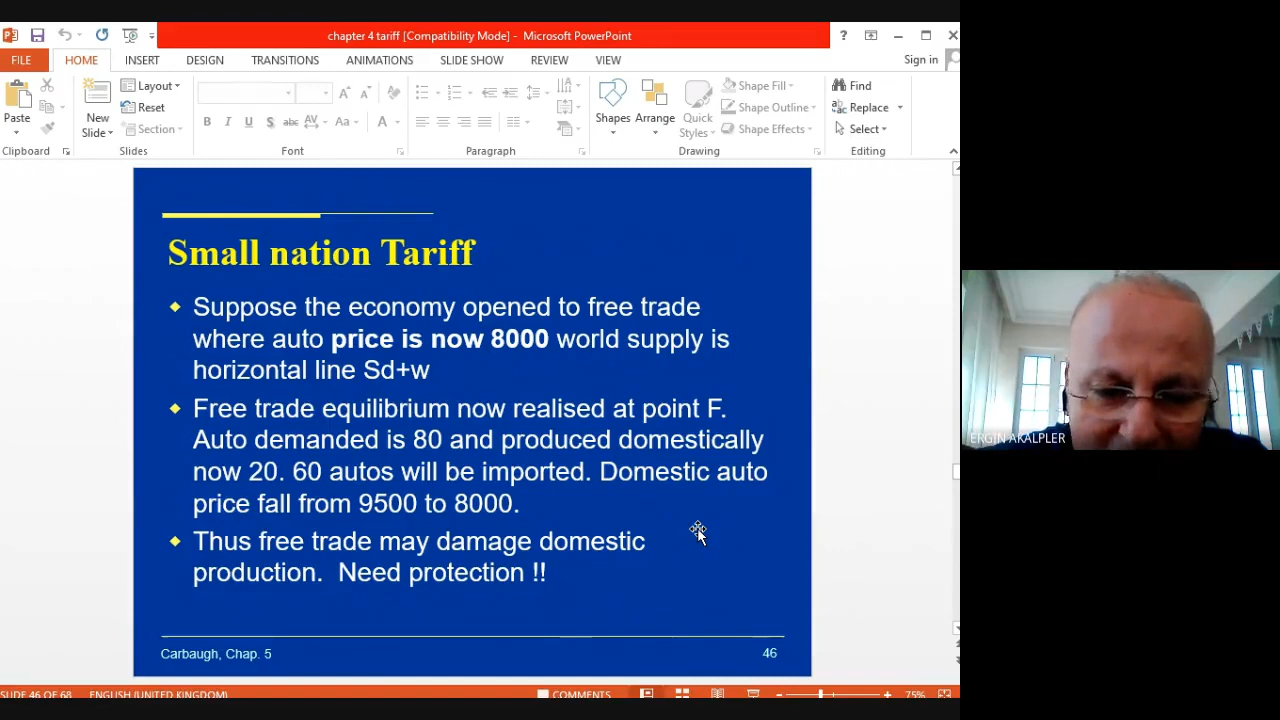 chapter 4 tariff [Compatibility Mode] - Microsoft PowerPoint
FILE HOME INSERT DESIGN TRANSITIONS ANIMATIONS SLIDE SHOW REVIEW VIEW Sign in
Paste
Clipboard
New
Slide
Layout
Reset
Section
Slides
B I U S abc AV Aa A
Font
Paragraph
Shapes
Arrange
Quick
Styles
Shape Fill
Shape Outline
Shape Effects
Drawing
Find
Replace
Select
Editing
Small nation Tariff
Suppose the economy opened to free trade
where auto price is now 8000 world supply is
horizontal line Sd+w
Free trade equilibrium now realised at point F.
Auto demanded is 80 and produced domestically
now 20. 60 autos will be imported. Domestic auto
price fall from 9500 to 8000.
Thus free trade may damage domestic
production. Need protection !!
Carbaugh, Chap. 5
46
SLIDE 46 OF 68 ENGLISH (UNITED KINGDOM) COMMENTS 75%
ERGIN AKALPLER